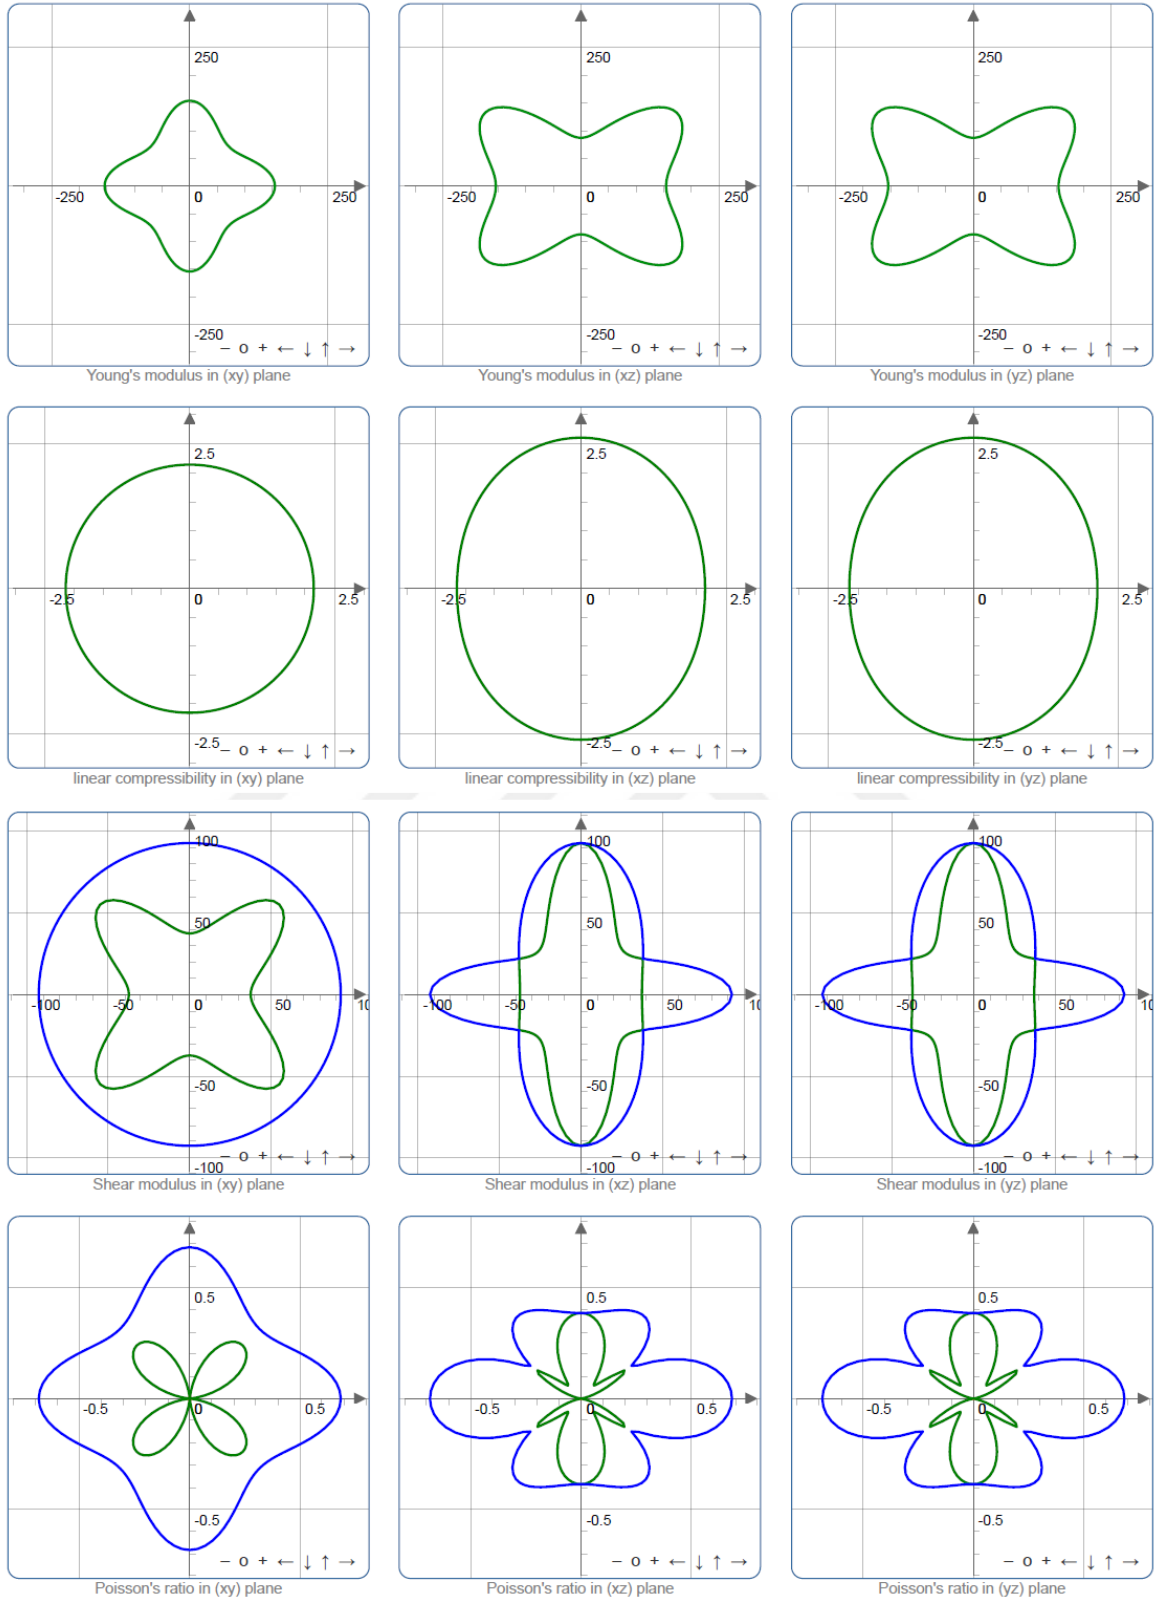 250 250 250
-250 0 250 -250 0 250 -250 0 250
-250 -250 -250
− o + ← ↓ ↑ → − o + ← ↓ ↑ → − o + ← ↓ ↑ →
Young's modulus in (xy) plane Young's modulus in (xz) plane Young's modulus in (yz) plane
2.5 2.5 2.5
-2.5 0 2.5 -2.5 0 2.5 -2.5 0 2.5
-2.5 − o + ← ↓ ↑ → -2.5 − o + ← ↓ ↑ → -2.5 − o + ← ↓ ↑ →
linear compressibility in (xy) plane linear compressibility in (xz) plane linear compressibility in (yz) plane
100 100 100
50 50 50
-100 -50 0 50 10 -100 -50 0 50 10 -100 -50 0 50 10
-50 -50 -50
− o + ← ↓ ↑ → − o + ← ↓ ↑ → − o + ← ↓ ↑ →
-100 -100 -100
Shear modulus in (xy) plane Shear modulus in (xz) plane Shear modulus in (yz) plane
0.5 0.5 0.5
-0.5 0 0.5 -0.5 0 0.5 -0.5 0 0.5
-0.5 -0.5 -0.5
− o + ← ↓ ↑ → − o + ← ↓ ↑ → − o + ← ↓ ↑ →
Poisson's ratio in (xy) plane Poisson's ratio in (xz) plane Poisson's ratio in (yz) plane